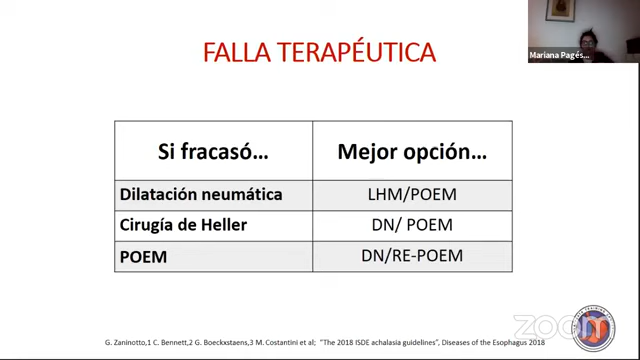 Mariana Pagés...
FALLA TERAPÉUTICA
Si fracasó... Mejor opción...
Dilatación neumática LHM/POEM
Cirugía de Heller DN/ POEM
POEM DN/RE-POEM
G. Zaninotto,1 C. Bennett,2 G. Boeckxstaens,3 M. Costantini et al; "The 2018 ISDE achalasia guidelines", Diseases of the Esophagus 2018
zoom